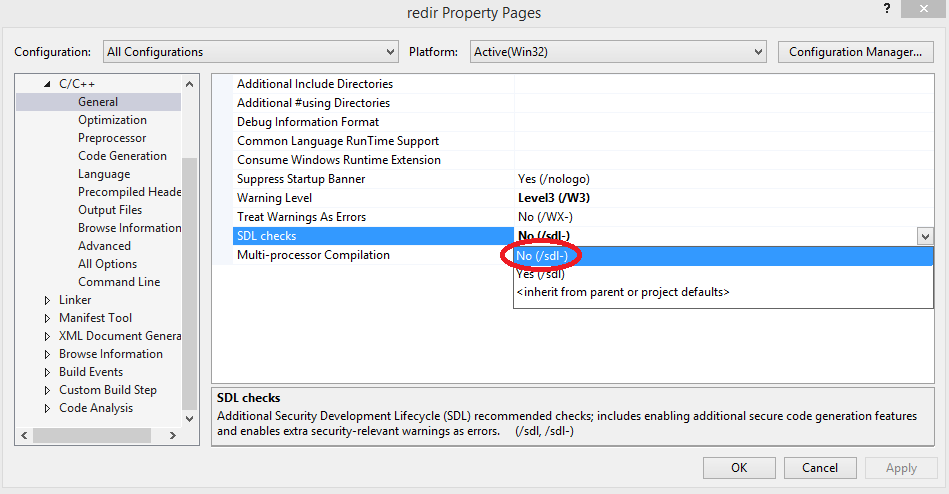 redir Property Pages
?
Configuration: All Configurations Platform: Active(Win32) Configuration Manager...
C/C++
General
Optimization
Preprocessor
Code Generation
Language
Precompiled Heade
Output Files
Browse Information
Advanced
All Options
Command Line
Linker
Manifest Tool
XML Document Genera
Browse Information
Build Events
Custom Build Step
Code Analysis
Additional Include Directories
Additional #using Directories
Debug Information Format
Common Language RunTime Support
Consume Windows Runtime Extension
Suppress Startup Banner Yes (/nologo)
Warning Level Level3 (/W3)
Treat Warnings As Errors No (/WX-)
SDL checks No (/sdl-)
Multi-processor Compilation No (/sdl-)
Yes (/sdl)
<inherit from parent or project defaults>
SDL checks
Additional Security Development Lifecycle (SDL) recommended checks; includes enabling additional secure code generation features
and enables extra security-relevant warnings as errors. (/sdl, /sdl-)
OK Cancel Apply